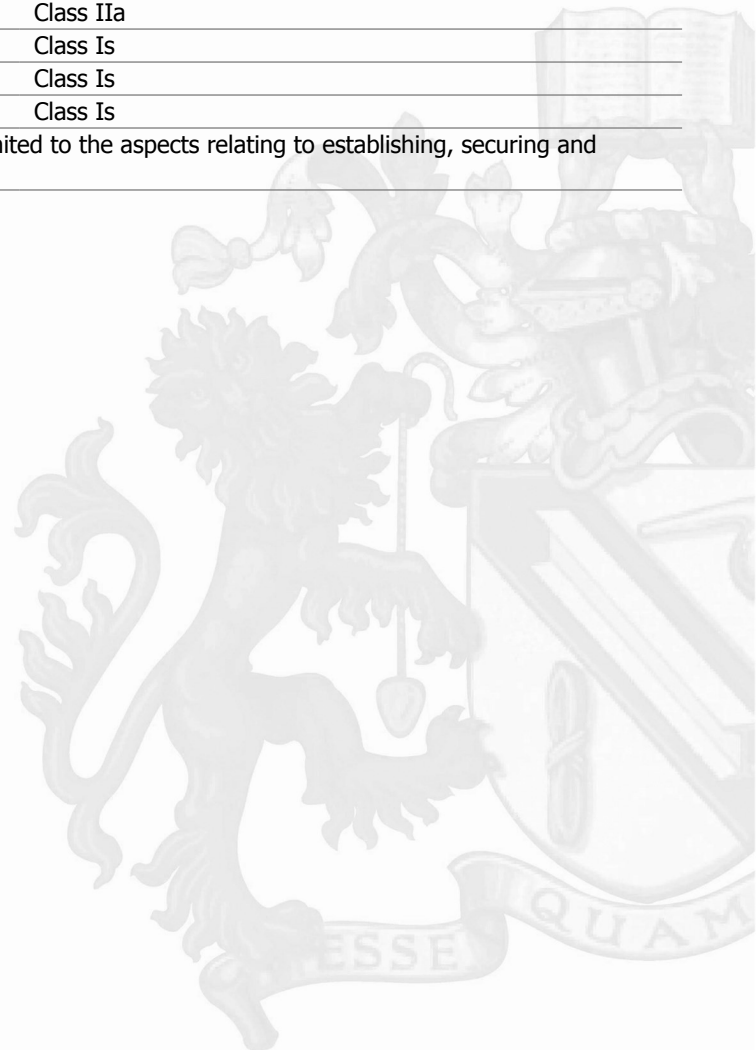 Class IIa
Class Is
Class Is
Class Is
ited to the aspects relating to establishing, securing and
ESSE QUAM